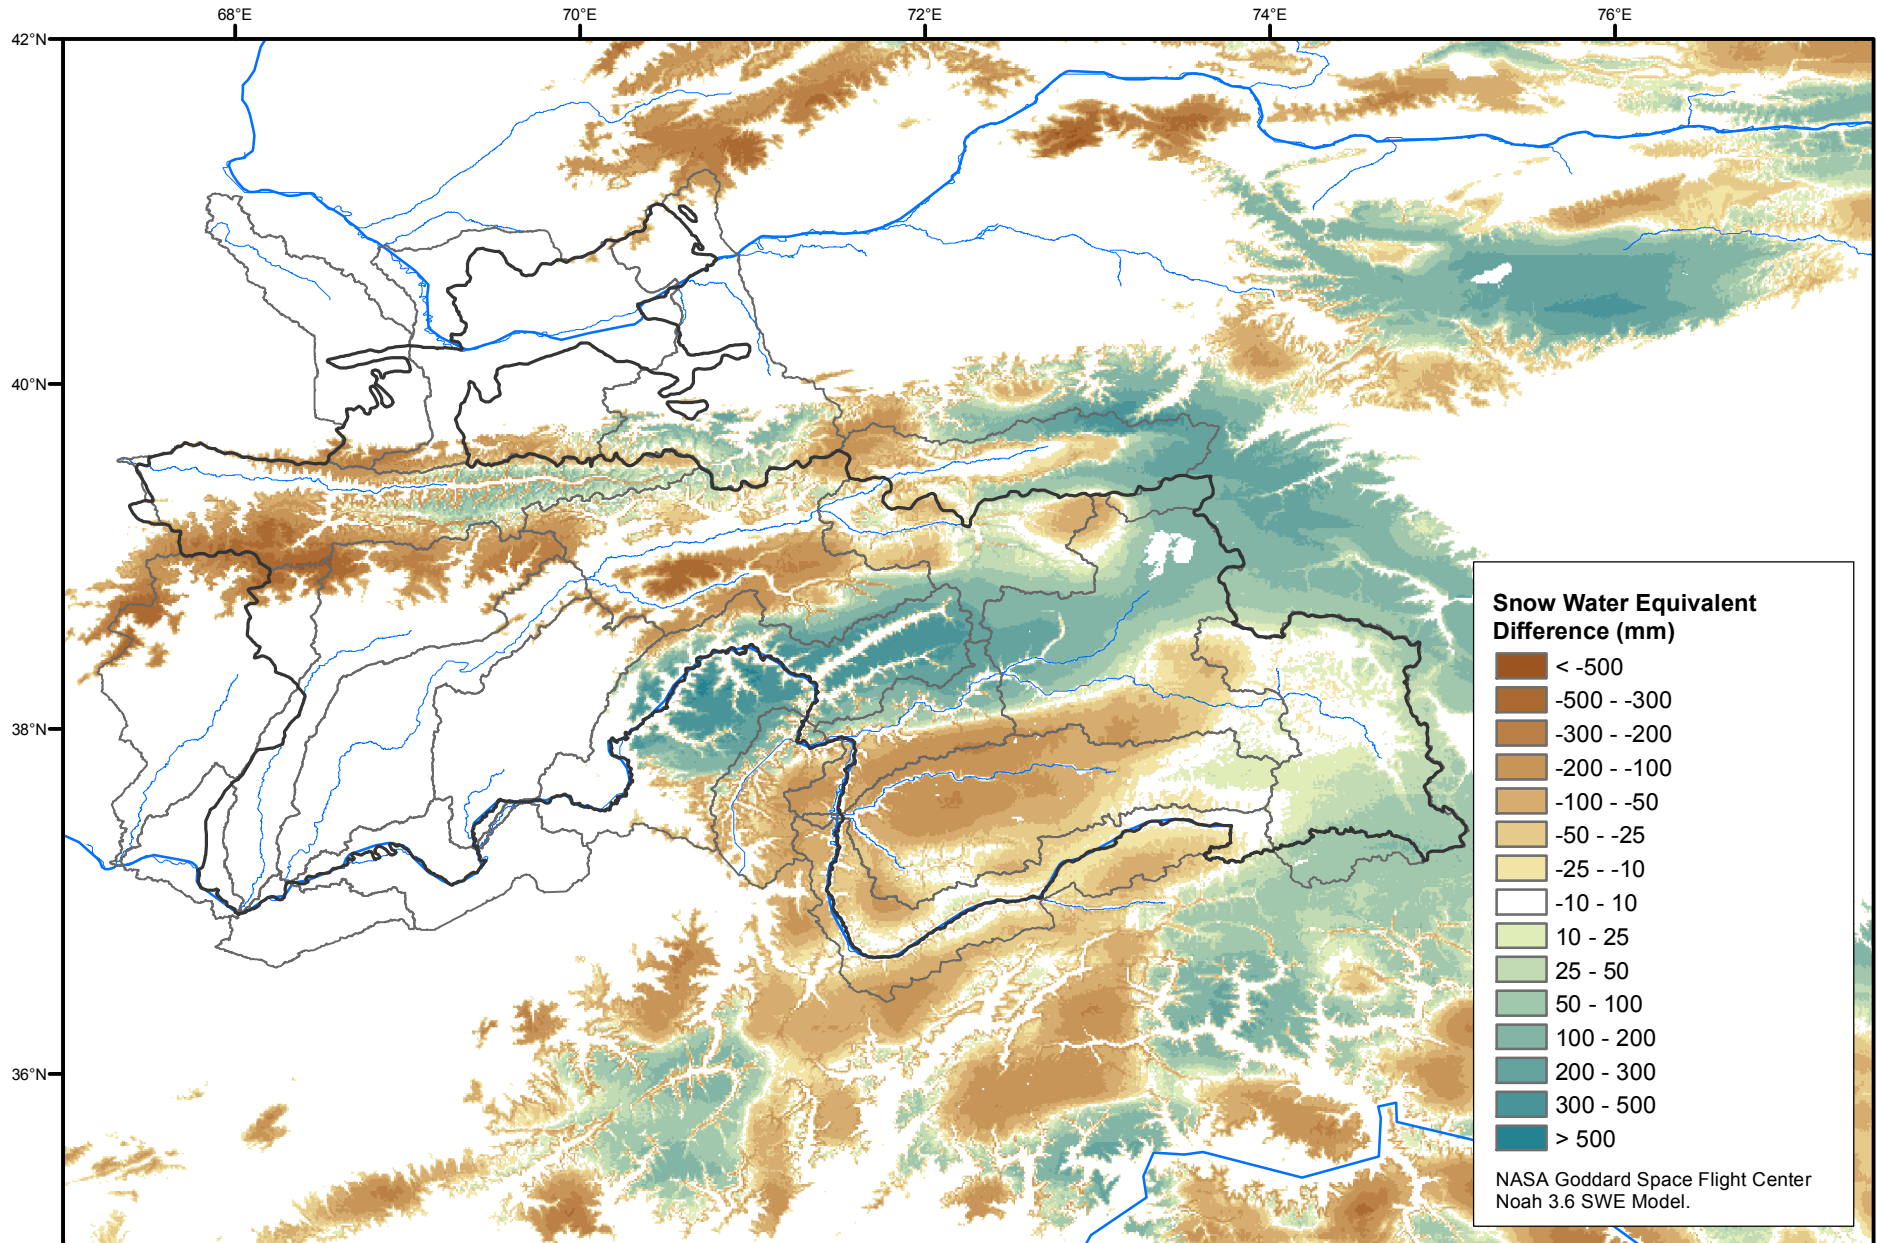 68°E 70°E 72°E 74°E 76°E
42°N
40°N
38°N
36°N
Snow Water Equivalent
Difference (mm)
< -500
-500 - -300
-300 - -200
-200 - -100
-100 - -50
-50 - -25
-25 - -10
-10 - 10
10 - 25
25 - 50
50 - 100
100 - 200
200 - 300
300 - 500
> 500
NASA Goddard Space Flight Center
Noah 3.6 SWE Model.